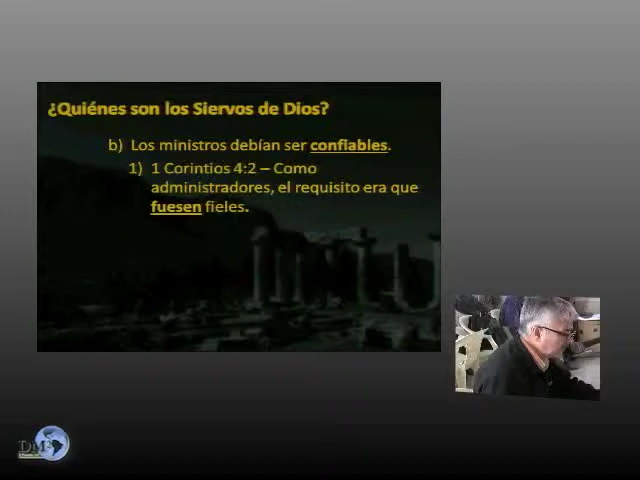 ¿Quiénes son los Siervos de Dios?
b) Los ministros debían ser confiables.
1) 1 Corintios 4:2 – Como
administradores, el requisito era que
fuesen fieles.